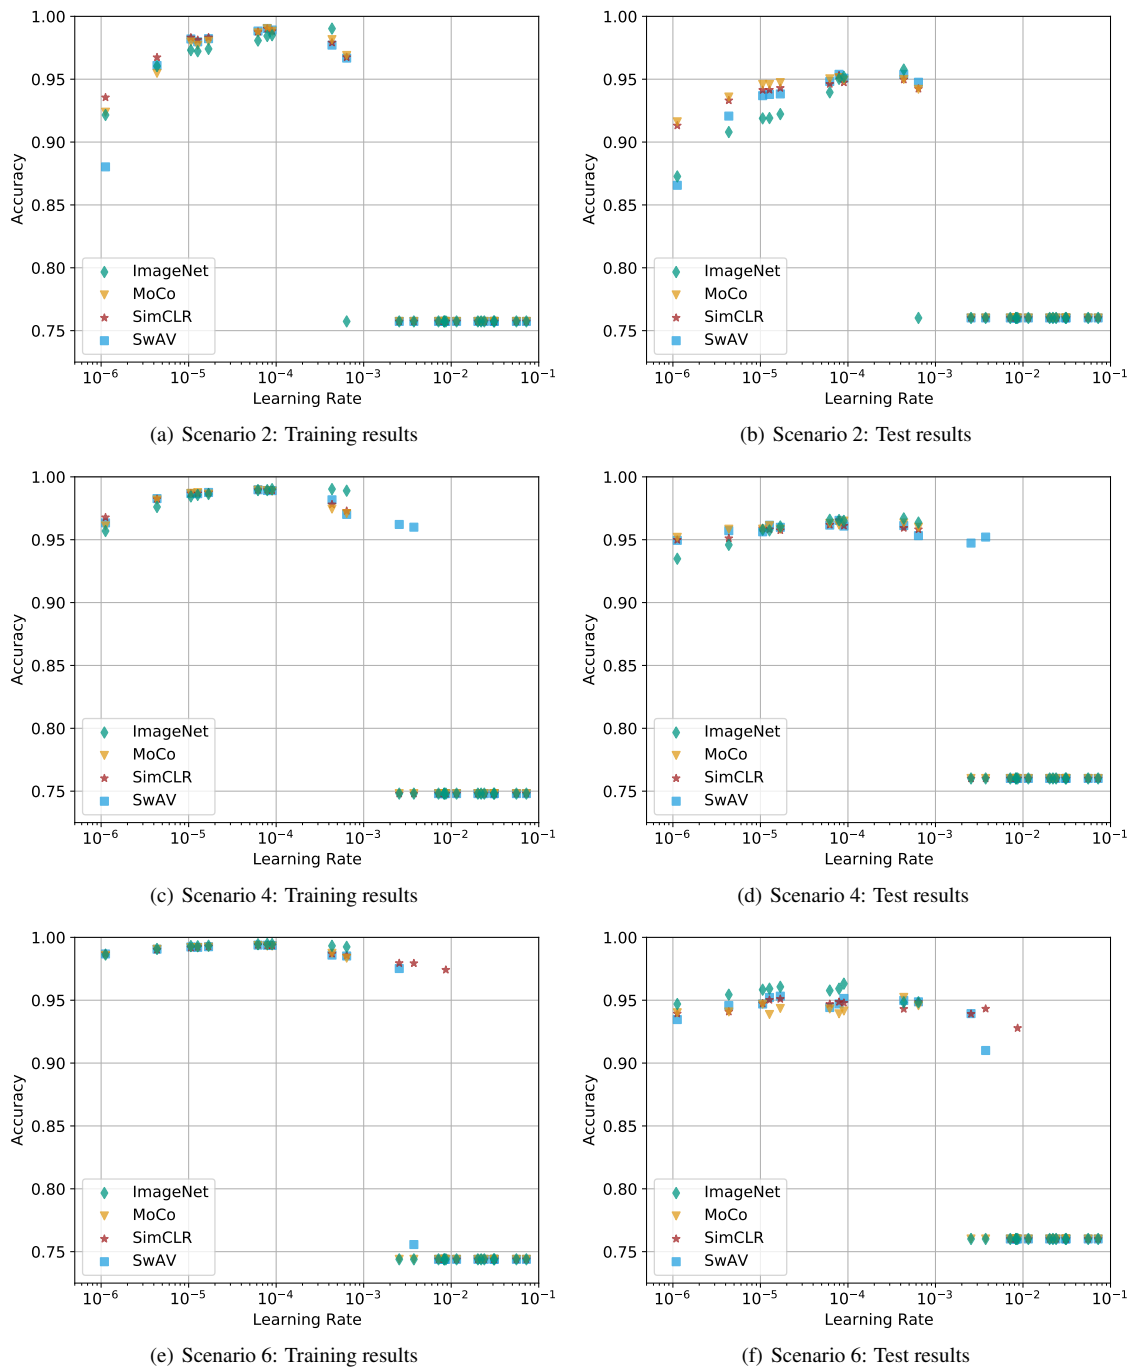 1.00
0.95
0.90
0.85
0.80
0.75
Accuracy
ImageNet
MoCo
SimCLR
SwAV
10⁻⁶ 10⁻⁵ 10⁻⁴ 10⁻³ 10⁻² 10⁻¹
Learning Rate
(a) Scenario 2: Training results
1.00
0.95
0.90
0.85
0.80
0.75
Accuracy
ImageNet
MoCo
SimCLR
SwAV
10⁻⁶ 10⁻⁵ 10⁻⁴ 10⁻³ 10⁻² 10⁻¹
Learning Rate
(b) Scenario 2: Test results
1.00
0.95
0.90
0.85
0.80
0.75
Accuracy
ImageNet
MoCo
SimCLR
SwAV
10⁻⁶ 10⁻⁵ 10⁻⁴ 10⁻³ 10⁻² 10⁻¹
Learning Rate
(c) Scenario 4: Training results
1.00
0.95
0.90
0.85
0.80
0.75
Accuracy
ImageNet
MoCo
SimCLR
SwAV
10⁻⁶ 10⁻⁵ 10⁻⁴ 10⁻³ 10⁻² 10⁻¹
Learning Rate
(d) Scenario 4: Test results
1.00
0.95
0.90
0.85
0.80
0.75
Accuracy
ImageNet
MoCo
SimCLR
SwAV
10⁻⁶ 10⁻⁵ 10⁻⁴ 10⁻³ 10⁻² 10⁻¹
Learning Rate
(e) Scenario 6: Training results
1.00
0.95
0.90
0.85
0.80
0.75
Accuracy
ImageNet
MoCo
SimCLR
SwAV
10⁻⁶ 10⁻⁵ 10⁻⁴ 10⁻³ 10⁻² 10⁻¹
Learning Rate
(f) Scenario 6: Test results